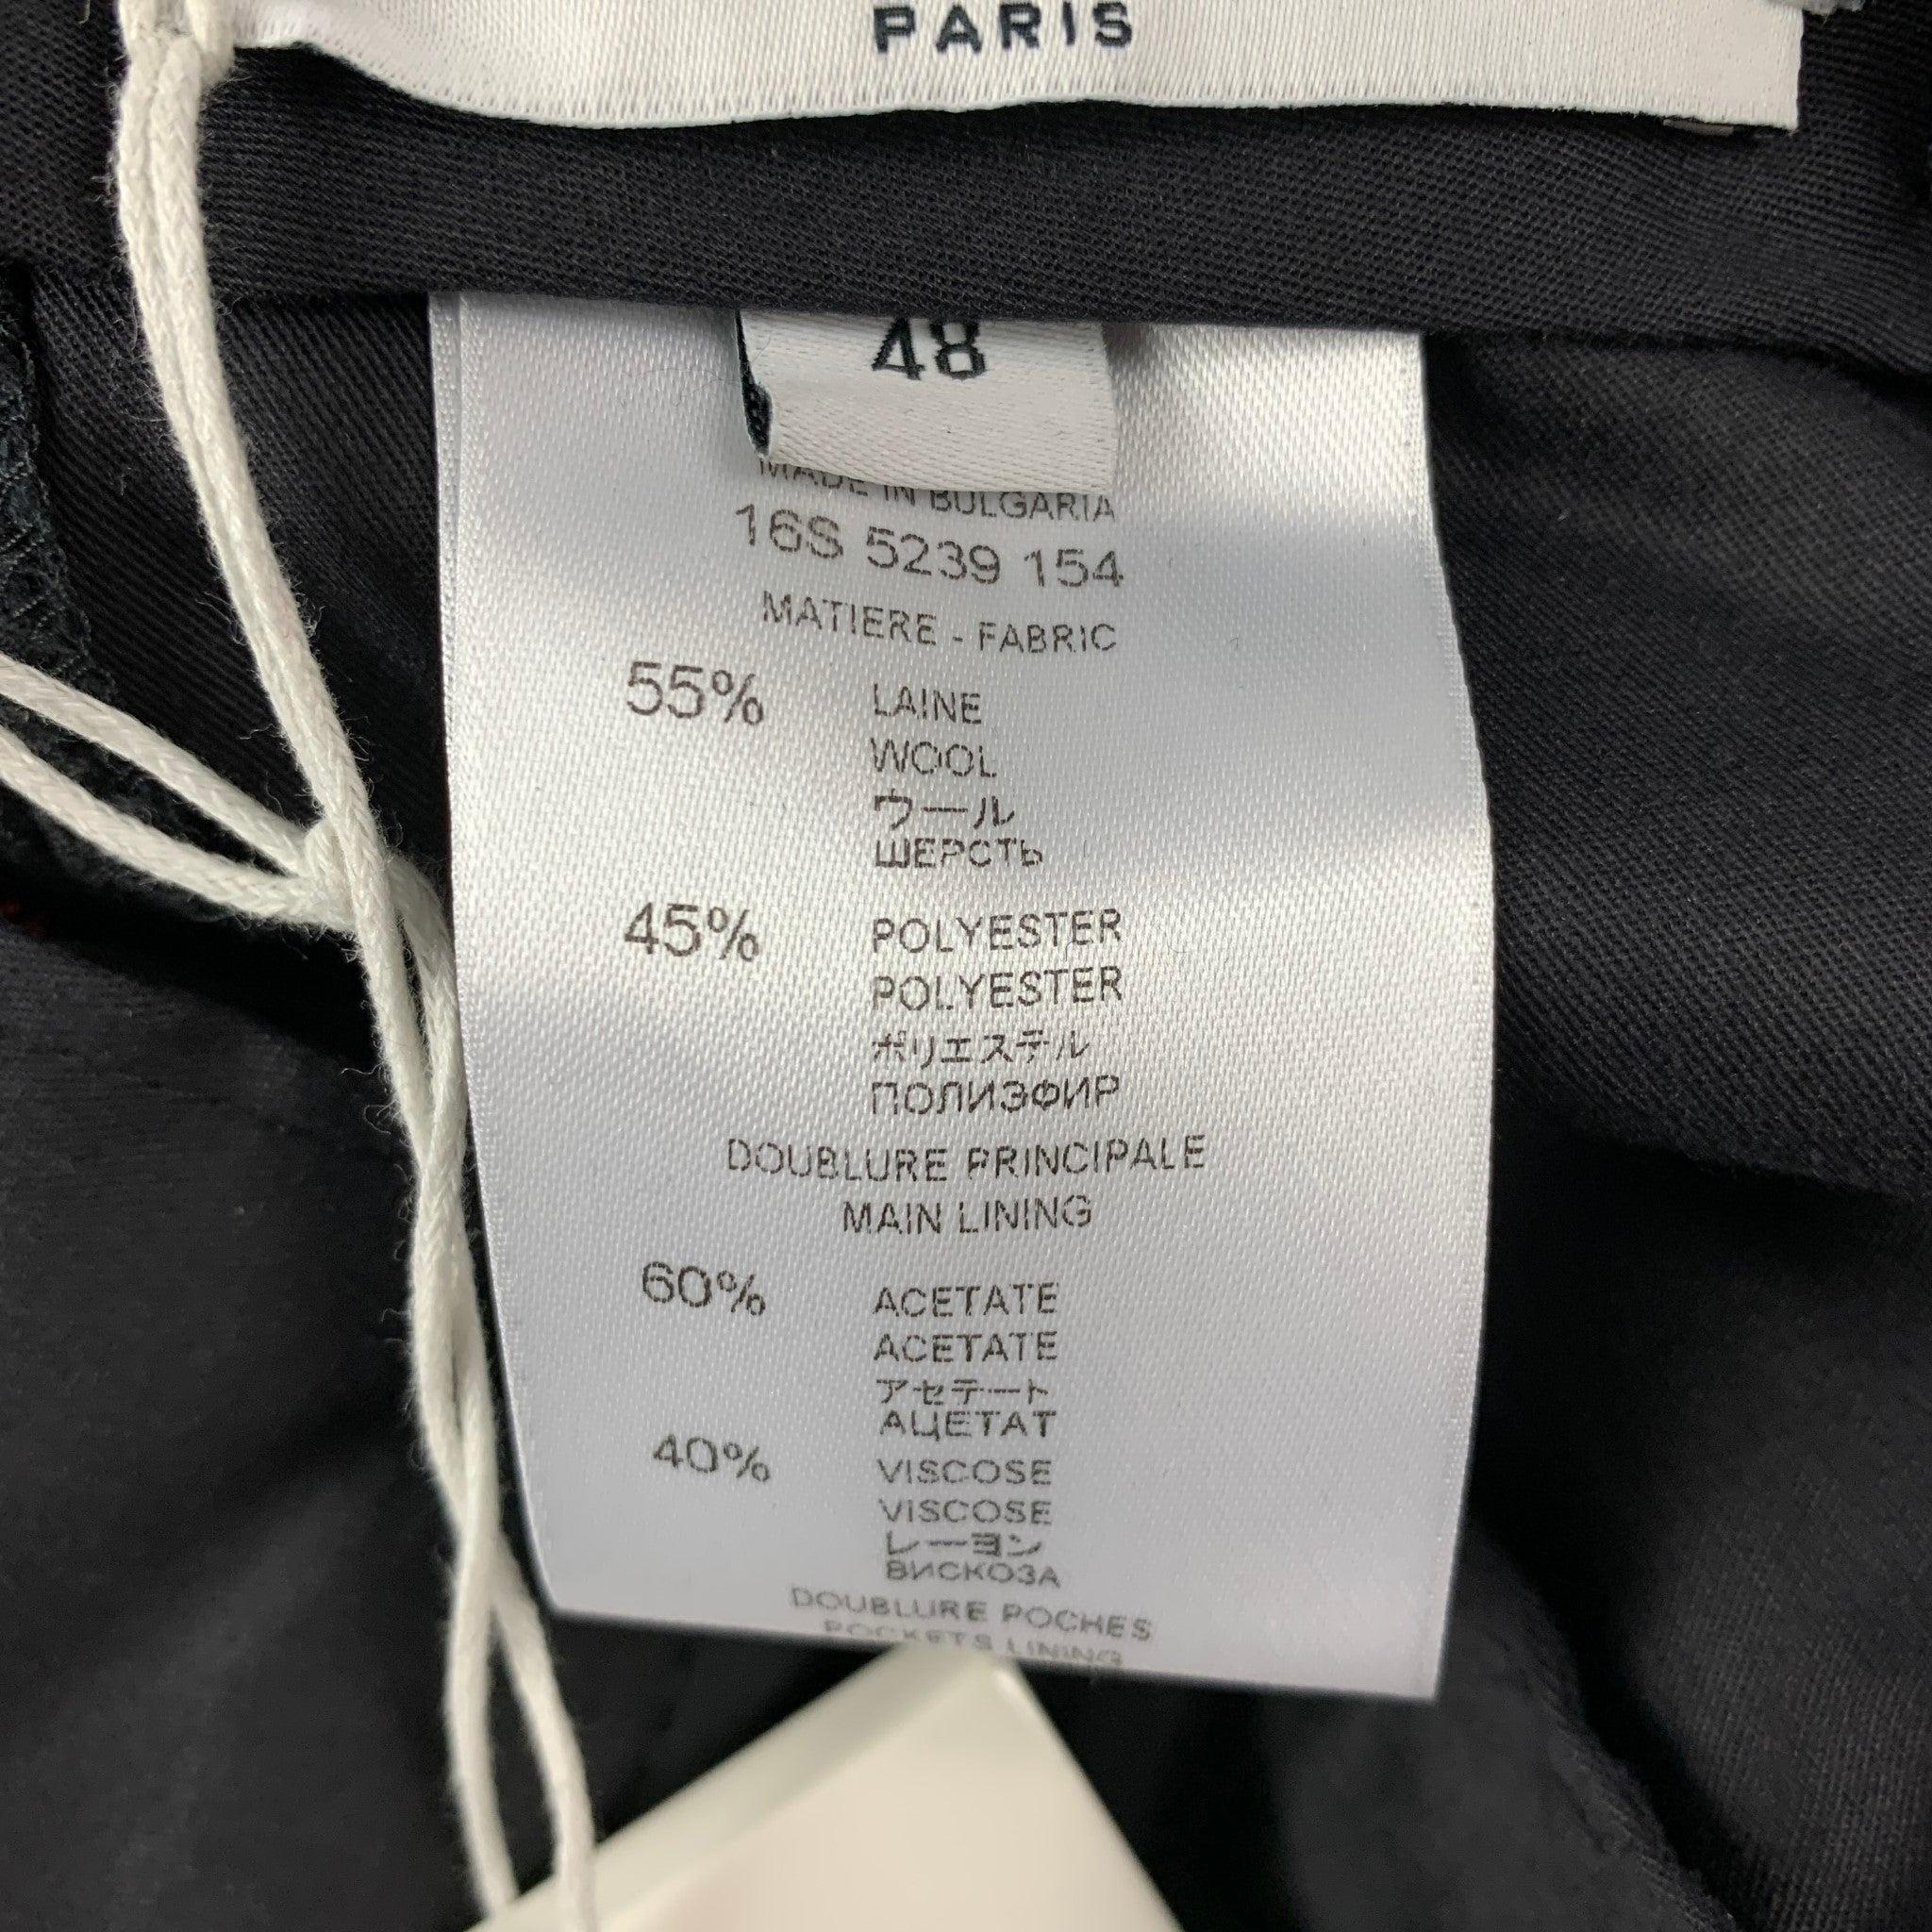 PARIS
48
MADE IN BULGARIA
16S 5239 154
MATIERE - FABRIC
55% LAINE
WOOL
ウール
ШЕРСТЬ
45% POLYESTER
POLYESTER
ポリエステル
ПОЛИЭФИР
DOUBLURE PRINCIPALE
MAIN LINING
60% ACETATE
ACETATE
アセテート
АЦЕТАТ
40% VISCOSE
VISCOSE
レーヨン
ВИСКОЗА
DOUBLURE POCHES
POCKETS LINING